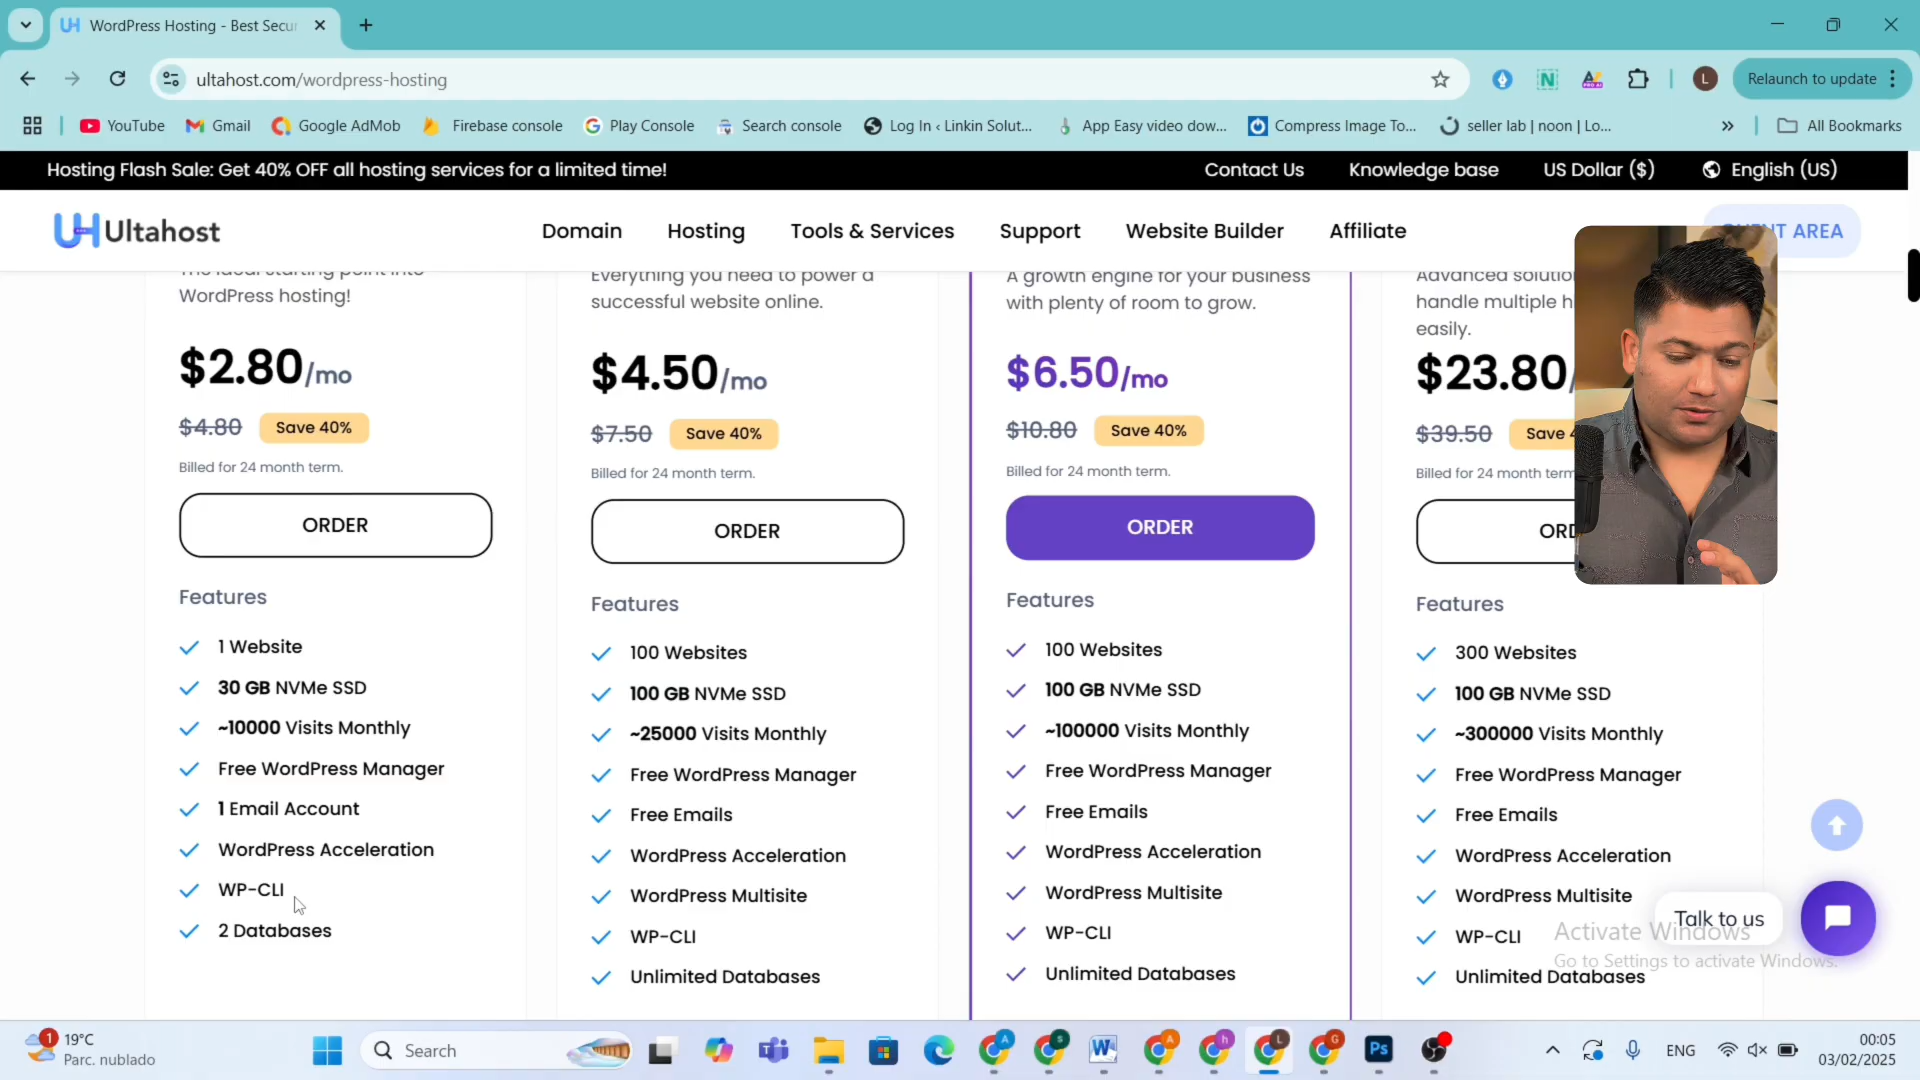 WordPress Hosting - Best Secur
ultahost.com/wordpress-hosting
L
Relaunch to update
YouTube
Gmail
Google AdMob
Firebase console
Play Console
Search console
Log In ‹ Linkin Solut...
App Easy video dow...
Compress Image To...
seller lab | noon | Lo...
All Bookmarks
Hosting Flash Sale: Get 40% OFF all hosting services for a limited time!
Contact Us
Knowledge base
US Dollar ($)
English (US)
Ultahost
Domain
Hosting
Tools & Services
Support
Website Builder
Affiliate
AREA
The ideal starting point into
WordPress hosting!
$2.80/mo
$4.80
Save 40%
Billed for 24 month term.
ORDER
Features
1 Website
30 GB NVMe SSD
~10000 Visits Monthly
Free WordPress Manager
1 Email Account
WordPress Acceleration
WP-CLI
2 Databases
Everything you need to power a
successful website online.
$4.50/mo
$7.50
Save 40%
Billed for 24 month term.
ORDER
Features
100 Websites
100 GB NVMe SSD
~25000 Visits Monthly
Free WordPress Manager
Free Emails
WordPress Acceleration
WordPress Multisite
WP-CLI
Unlimited Databases
A growth engine for your business
with plenty of room to grow.
$6.50/mo
$10.80
Save 40%
Billed for 24 month term.
ORDER
Features
100 Websites
100 GB NVMe SSD
~100000 Visits Monthly
Free WordPress Manager
Free Emails
WordPress Acceleration
WordPress Multisite
WP-CLI
Unlimited Databases
Advanced solutio
handle multiple h
easily.
$23.80/
$39.50
Save
Billed for 24 month term
ORD
Features
300 Websites
100 GB NVMe SSD
~300000 Visits Monthly
Free WordPress Manager
Free Emails
WordPress Acceleration
WordPress Multisite
WP-CLI
Unlimited Databases
Talk to us
Activate Windows
Go to Settings to activate Windows.
1
19°C
Parc. nublado
Search
ENG
00:05
03/02/2025